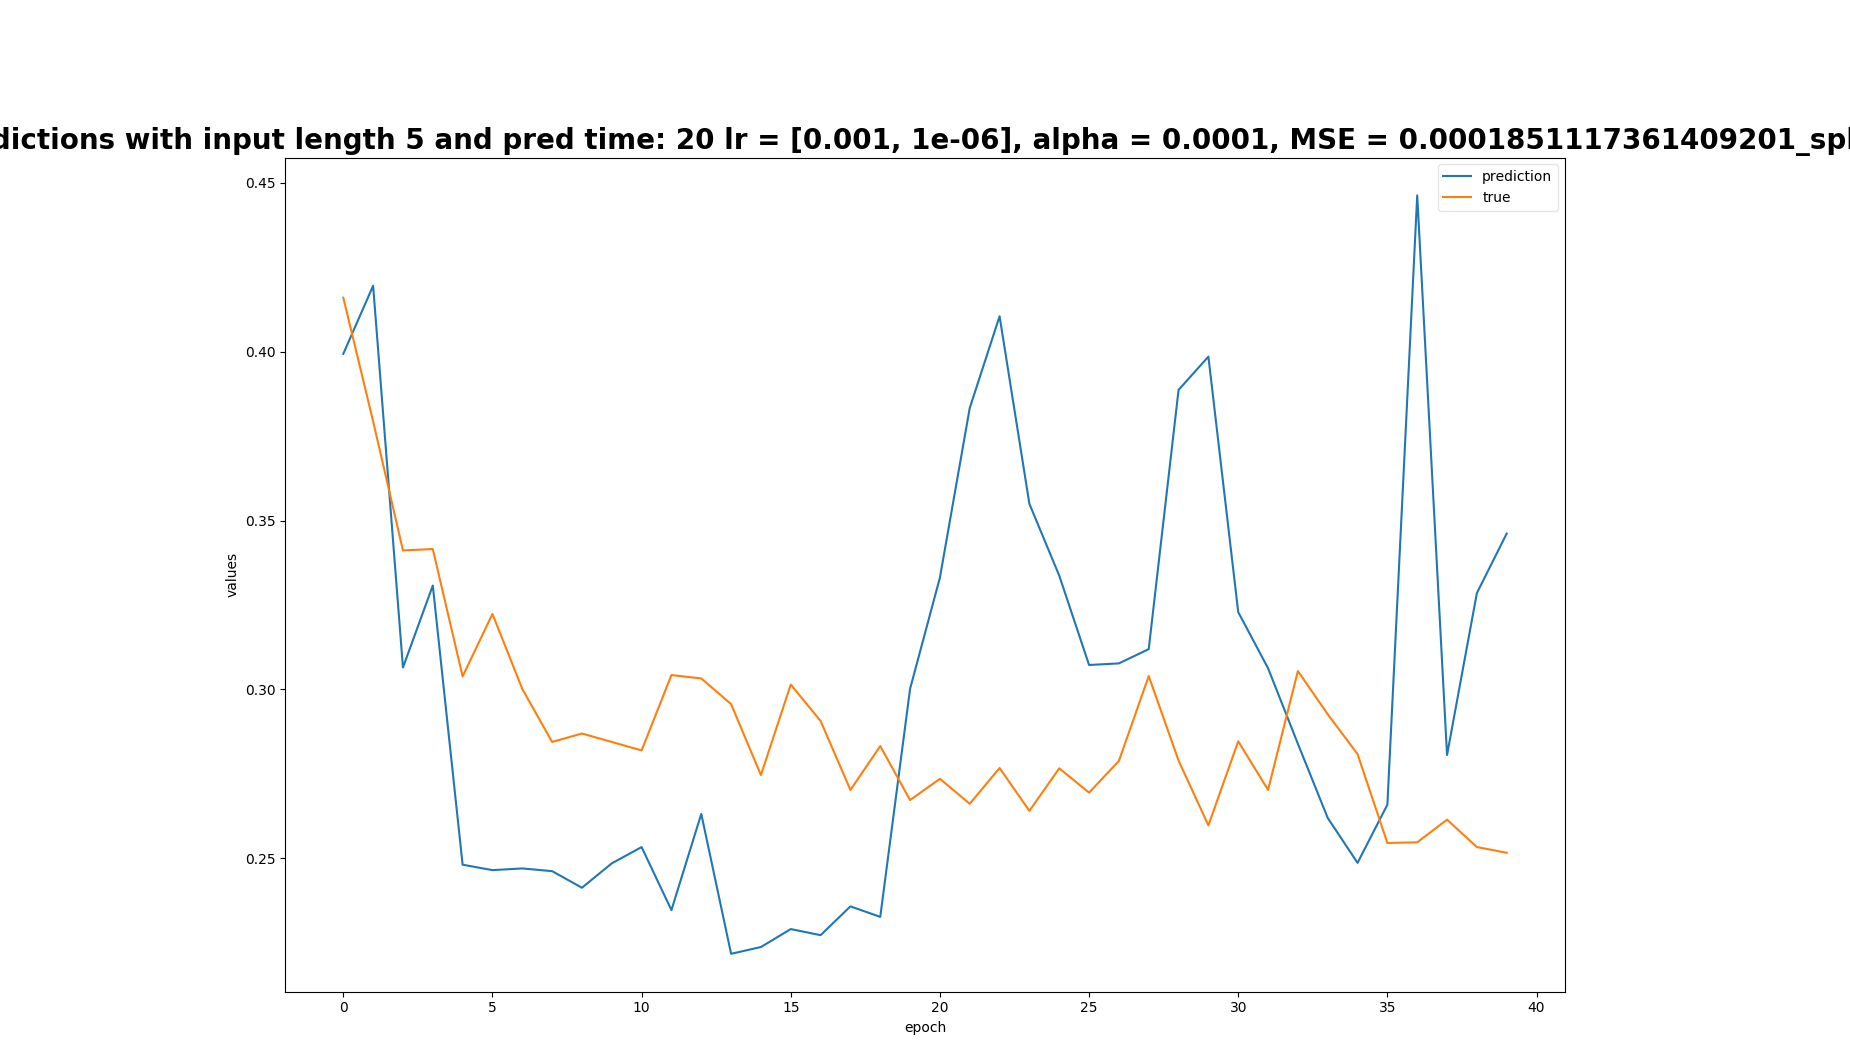 dictions with input length 5 and pred time: 20 lr = [0.001, 1e-06], alpha = 0.0001, MSE = 0.0001851117361409201_spl
prediction
true
0.45
0.40
0.35
0.30
0.25
values
0 5 10 15 20 25 30 35 40
epoch